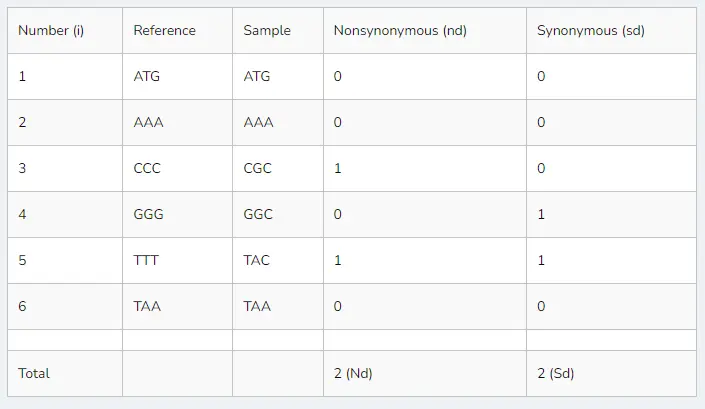 Number (i) Reference Sample Nonsynonymous (nd) Synonymous (sd)
1 ATG ATG 0 0
2 AAA AAA 0 0
3 CCC CGC 1 0
4 GGG GGC 0 1
5 TTT TAC 1 1
6 TAA TAA 0 0
Total 2 (Nd) 2 (Sd)